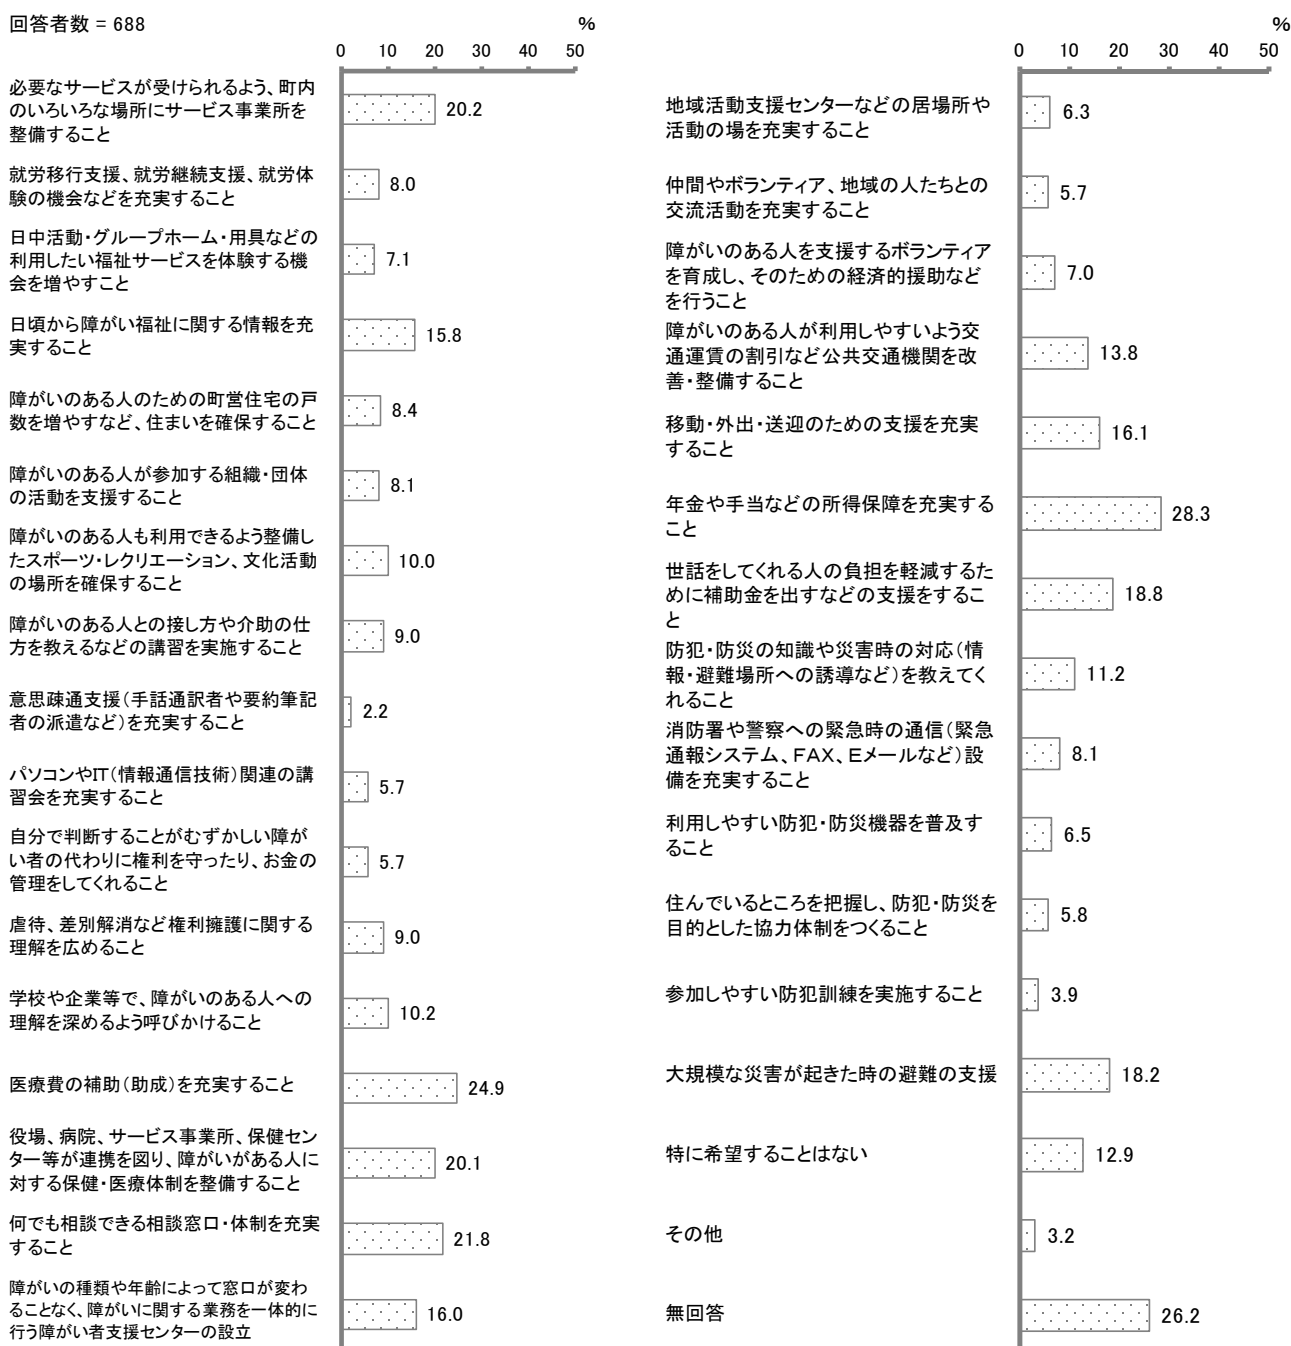 回答者数 = 688
%
0 10 20 30 40 50
必要なサービスが受けられるよう、町内
のいろいろな場所にサービス事業所を
整備すること
20.2
就労移行支援、就労継続支援、就労体
験の機会などを充実すること
8.0
日中活動・グループホーム・用具などの
利用したい福祉サービスを体験する機
会を増やすこと
7.1
日頃から障がい福祉に関する情報を充
実すること
15.8
障がいのある人のための町営住宅の戸
数を増やすなど、住まいを確保すること
8.4
障がいのある人が参加する組織・団体
の活動を支援すること
8.1
障がいのある人も利用できるよう整備し
たスポーツ・レクリエーション、文化活動
の場所を確保すること
10.0
障がいのある人との接し方や介助の仕
方を教えるなどの講習を実施すること
9.0
意思疎通支援(手話通訳者や要約筆記
者の派遣など)を充実すること
2.2
パソコンやIT(情報通信技術)関連の講
習会を充実すること
5.7
自分で判断することがむずかしい障が
い者の代わりに権利を守ったり、お金の
管理をしてくれること
5.7
虐待、差別解消など権利擁護に関する
理解を広めること
9.0
学校や企業等で、障がいのある人への
理解を深めるよう呼びかけること
10.2
医療費の補助(助成)を充実すること
24.9
役場、病院、サービス事業所、保健セン
ター等が連携を図り、障がいがある人に
対する保健・医療体制を整備すること
20.1
何でも相談できる相談窓口・体制を充実
すること
21.8
障がいの種類や年齢によって窓口が変わ
ることなく、障がいに関する業務を一体的に
行う障がい者支援センターの設立
16.0
%
0 10 20 30 40 50
地域活動支援センターなどの居場所や
活動の場を充実すること
6.3
仲間やボランティア、地域の人たちとの
交流活動を充実すること
5.7
障がいのある人を支援するボランティア
を育成し、そのための経済的援助など
を行うこと
7.0
障がいのある人が利用しやすいよう交
通運賃の割引など公共交通機関を改
善・整備すること
13.8
移動・外出・送迎のための支援を充実
すること
16.1
年金や手当などの所得保障を充実する
こと
28.3
世話をしてくれる人の負担を軽減するた
めに補助金を出すなどの支援をするこ
と
18.8
防犯・防災の知識や災害時の対応(情
報・避難場所への誘導など)を教えてく
れること
11.2
消防署や警察への緊急時の通信(緊急
通報システム、FAX、Eメールなど)設
備を充実すること
8.1
利用しやすい防犯・防災機器を普及す
ること
6.5
住んでいるところを把握し、防犯・防災を
目的とした協力体制をつくること
5.8
参加しやすい防犯訓練を実施すること
3.9
大規模な災害が起きた時の避難の支援
18.2
特に希望することはない
12.9
その他
3.2
無回答
26.2